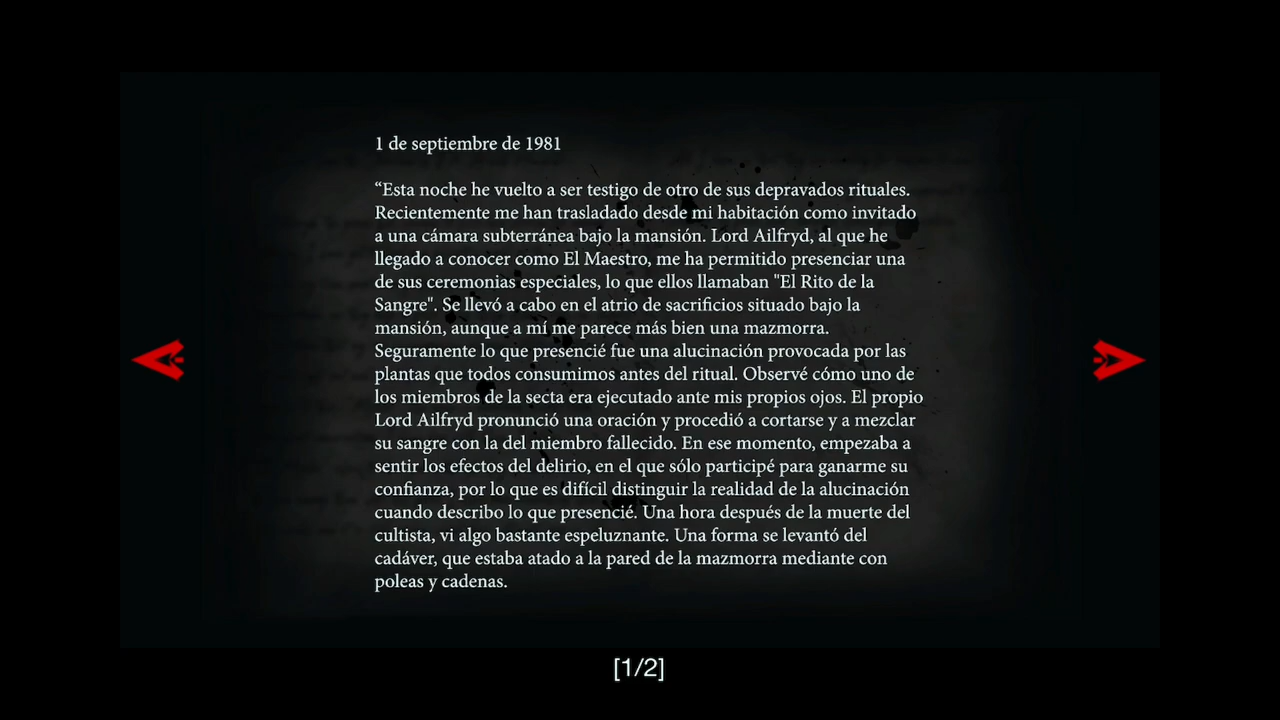 1 de septiembre de 1981
“Esta noche he vuelto a ser testigo de otro de sus depravados rituales.
Recientemente me han trasladado desde mi habitación como invitado
a una cámara subterránea bajo la mansión. Lord Ailfryd, al que he
llegado a conocer como El Maestro, me ha permitido presenciar una
de sus ceremonias especiales, lo que ellos llamaban "El Rito de la
Sangre". Se llevó a cabo en el atrio de sacrificios situado bajo la
mansión, aunque a mí me parece más bien una mazmorra.
Seguramente lo que presencié fue una alucinación provocada por las
plantas que todos consumimos antes del ritual. Observé cómo uno de
los miembros de la secta era ejecutado ante mis propios ojos. El propio
Lord Ailfryd pronunció una oración y procedió a cortarse y a mezclar
su sangre con la del miembro fallecido. En ese momento, empezaba a
sentir los efectos del delirio, en el que sólo participé para ganarme su
confianza, por lo que es difícil distinguir la realidad de la alucinación
cuando describo lo que presencié. Una hora después de la muerte del
cultista, vi algo bastante espeluznante. Una forma se levantó del
cadáver, que estaba atado a la pared de la mazmorra mediante con
poleas y cadenas.
[1/2]